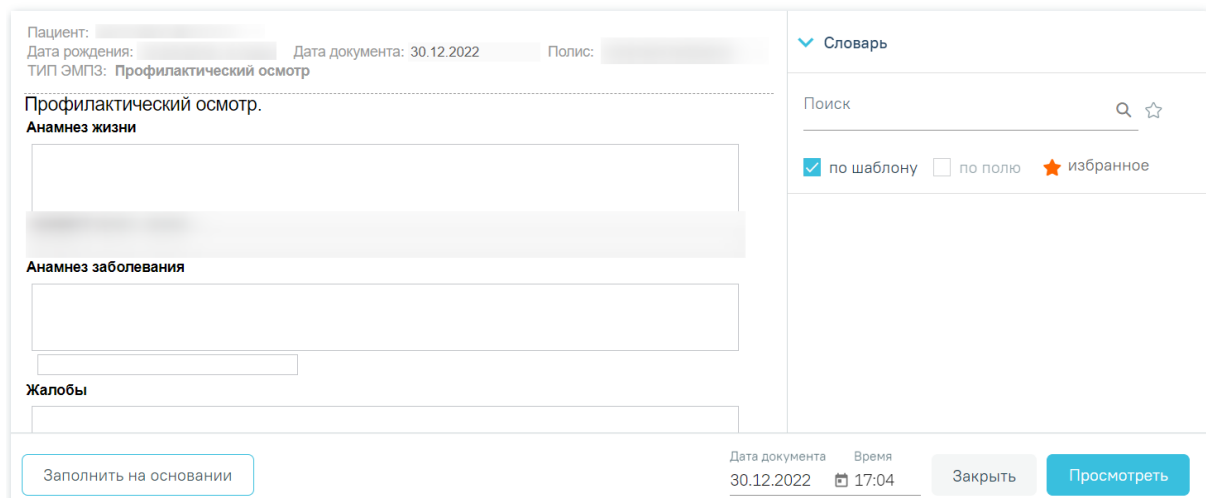 Пациент:
Дата рождения: Дата документа: 30.12.2022 Полис:
ТИП ЭМПЗ: Профилактический осмотр
Профилактический осмотр.
Анамнез жизни
Анамнез заболевания
Жалобы
Словарь
Поиск
по шаблону по полю избранное
Заполнить на основании
Дата документа Время
30.12.2022 17:04
Закрыть
Просмотреть